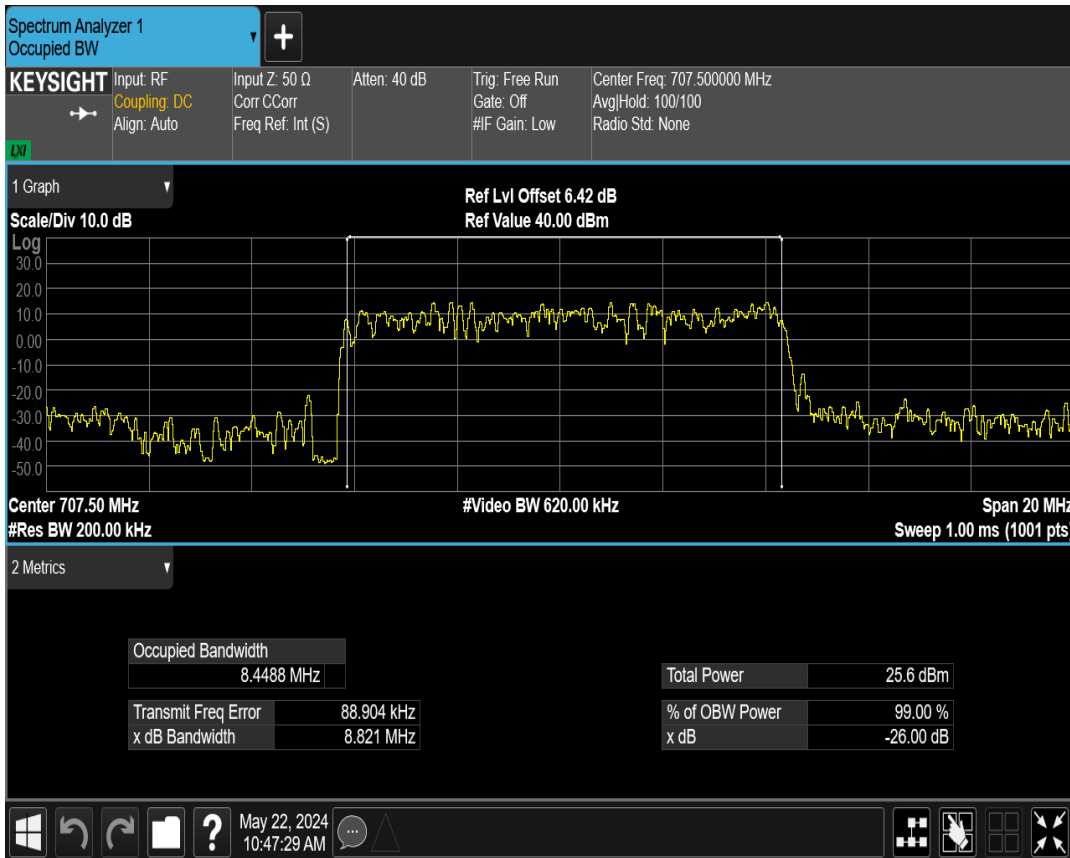 Spectrum Analyzer 1
Occupied BW
+
KEYSIGHT Input: RF Input Z: 50 Ω Atten: 40 dB Trig: Free Run Center Freq: 707.500000 MHz
Coupling: DC Corr CCorr Gate: Off Avg|Hold: 100/100
Align: Auto Freq Ref: Int (S) #IF Gain: Low Radio Std: None
LXI
1 Graph
Ref Lvl Offset 6.42 dB
Scale/Div 10.0 dB Ref Value 40.00 dBm
Log
30.0
20.0
10.0
0.00
-10.0
-20.0
-30.0
-40.0
-50.0
Center 707.50 MHz #Video BW 620.00 kHz Span 20 MHz
#Res BW 200.00 kHz Sweep 1.00 ms (1001 pts)
2 Metrics
Occupied Bandwidth
8.4488 MHz
Total Power 25.6 dBm
Transmit Freq Error 88.904 kHz % of OBW Power 99.00 %
x dB Bandwidth 8.821 MHz x dB -26.00 dB
? May 22, 2024
10:47:29 AM